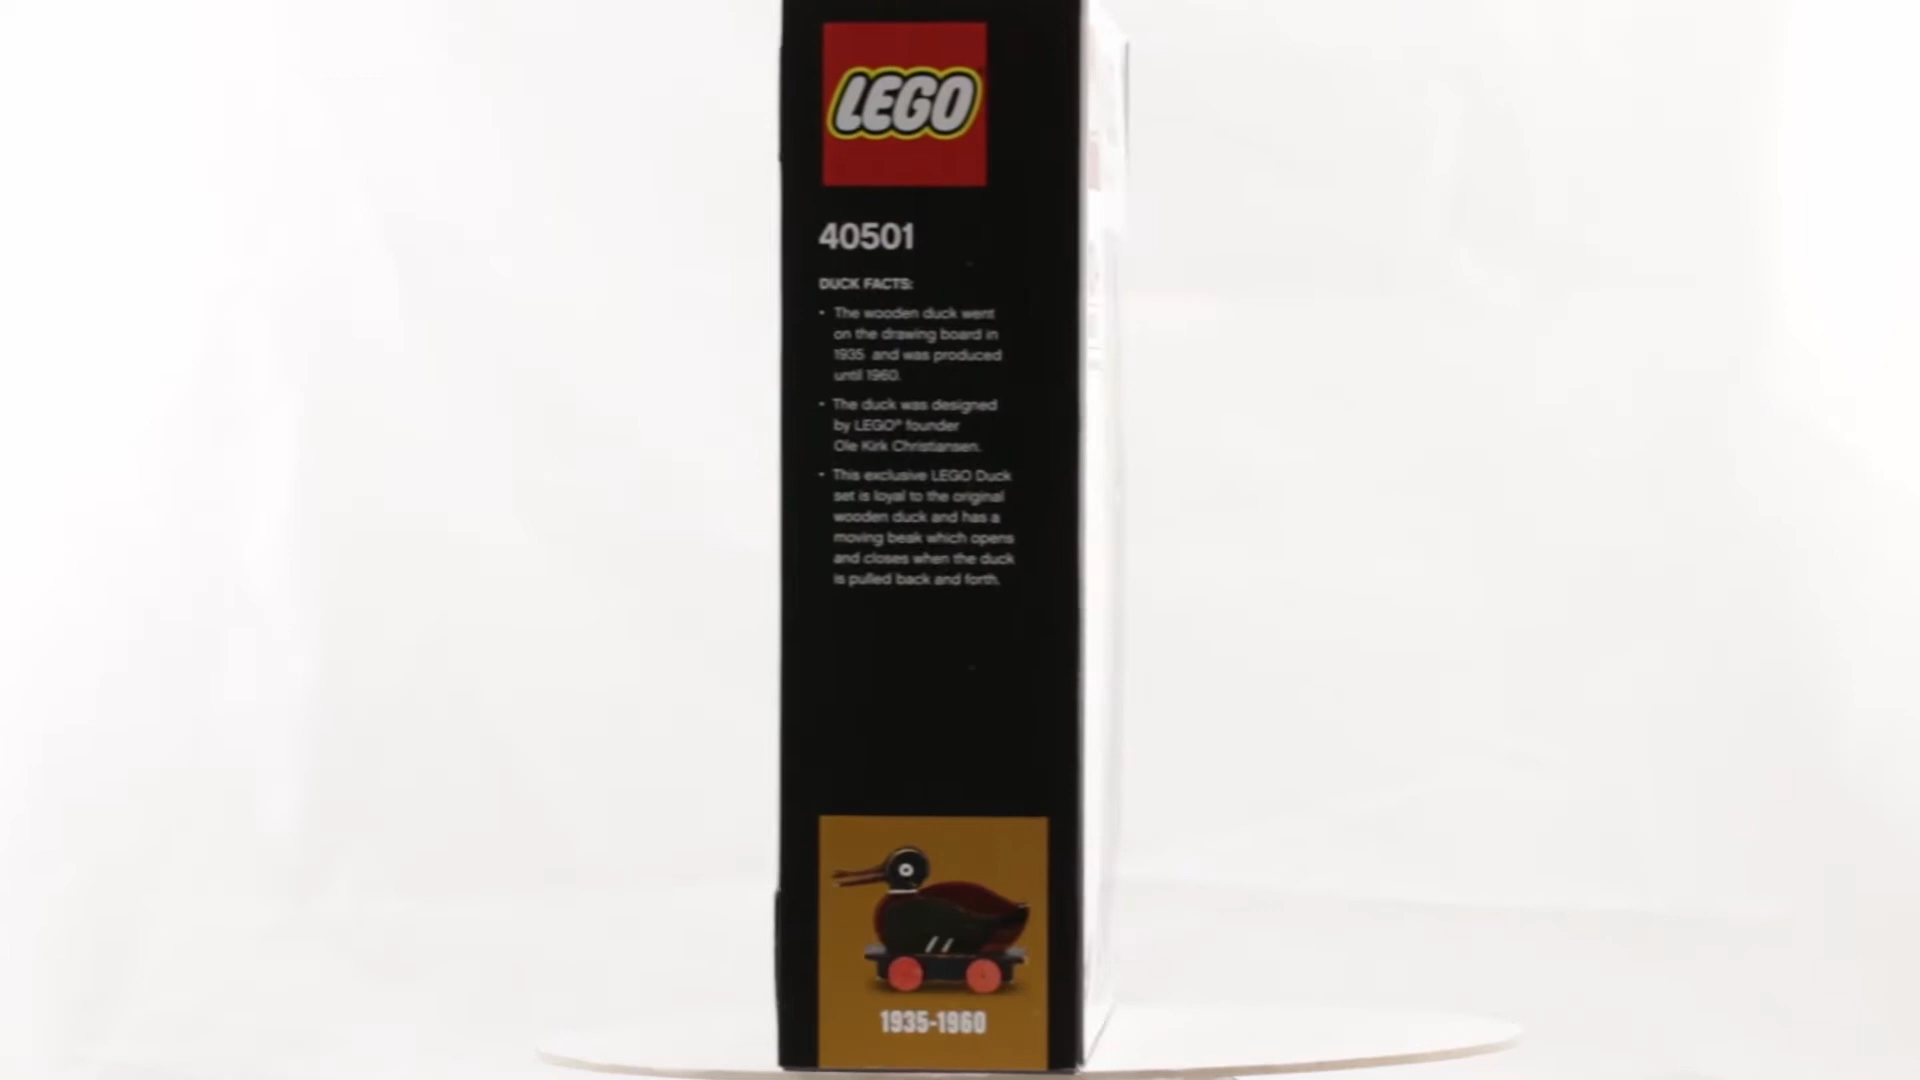 LEGO
40501
DUCK FACTS:
• The wooden duck went
on the drawing board in
1935 and was produced
until 1960.
• The duck was designed
by LEGO® founder
Ole Kirk Christiansen.
• This exclusive LEGO Duck
set is loyal to the original
wooden duck and has a
moving beak which opens
and closes when the duck
is pulled back and forth.
1935-1960